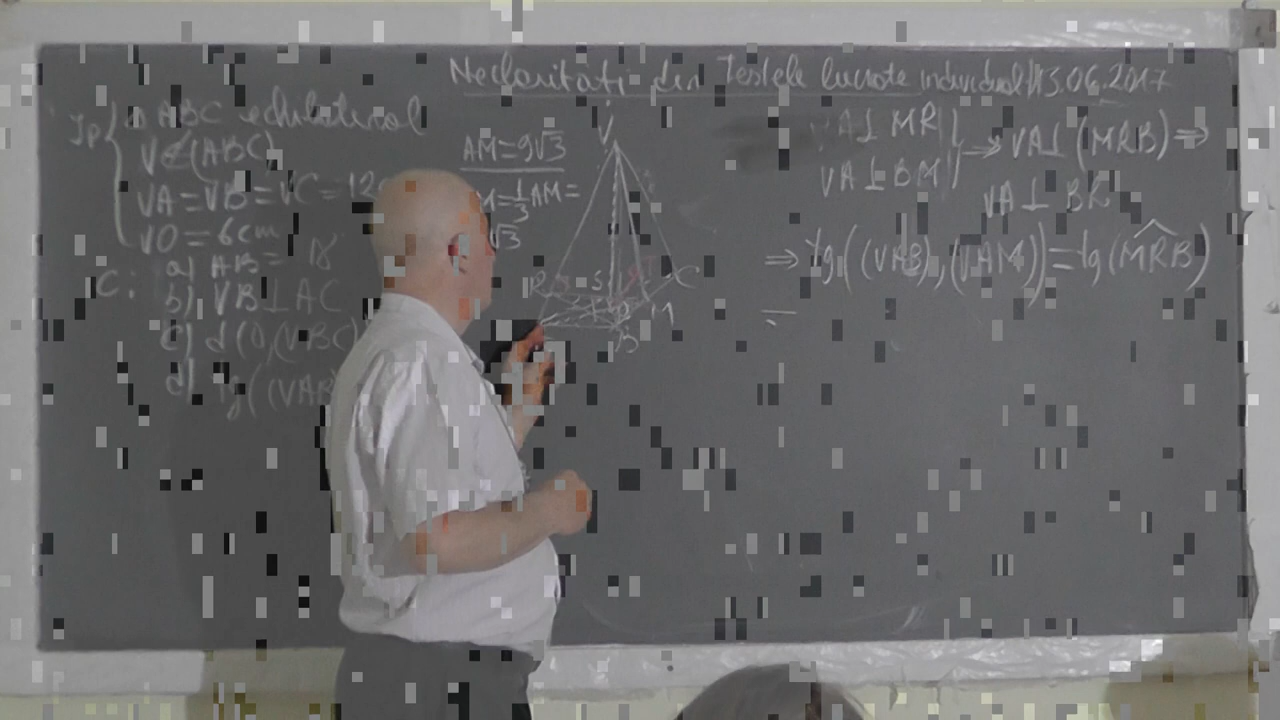 Neclarități din Testele lucrate individual 13.06.2017
Ip { △ABC echilateral
V∉(ABC)
VA=VB=VC=12
VO=6cm
C: a) AB=18
b) VB⊥AC
c) d(O,(VBC)
d) tg((VAB
AM=9√3
M=1/3AM=
√3
V
R
C
M
B
VA⊥MR
VA⊥BM } ⇒ VA⊥(MRB) ⇒
VA⊥BR
⇒ tg((VAB),(VAM))=tg(MRB)
=